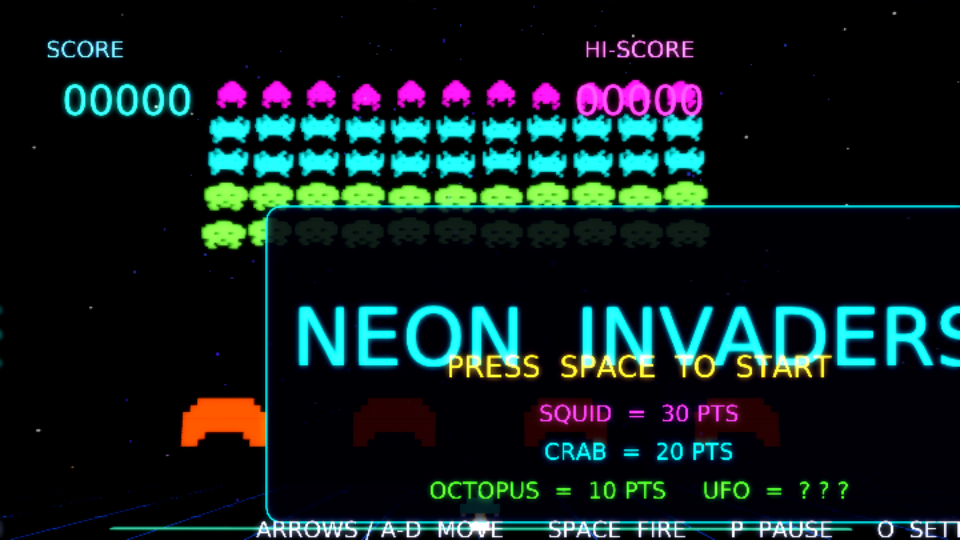 SCORE
HI-SCORE
00000
00000
NEON INVADERS
PRESS SPACE TO START
SQUID = 30 PTS
CRAB = 20 PTS
OCTOPUS = 10 PTS UFO = ? ? ?
ARROWS / A-D MOVE SPACE FIRE P PAUSE O SETT